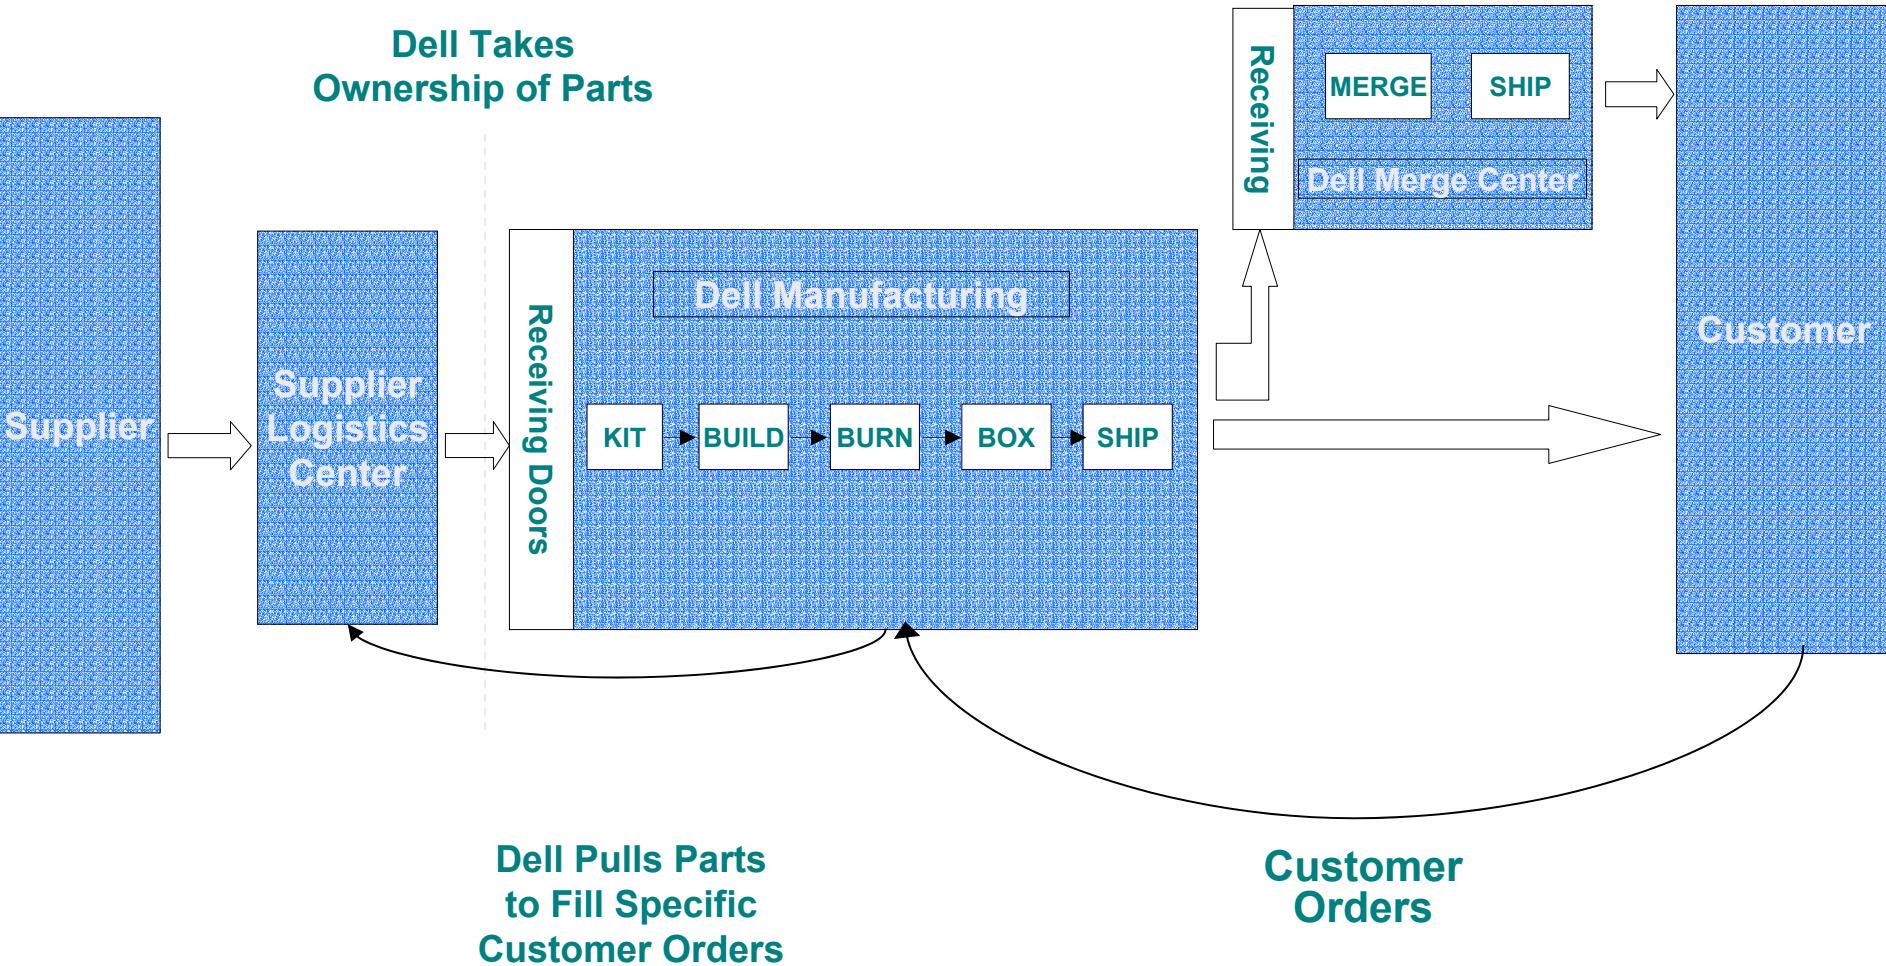 Dell Takes
Ownership of Parts
Supplier
Supplier
Logistics
Center
Receiving Doors
Dell Manufacturing
KIT
BUILD
BURN
BOX
SHIP
Receiving
MERGE
SHIP
Dell Merge Center
Customer
Dell Pulls Parts
to Fill Specific
Customer Orders
Customer
Orders